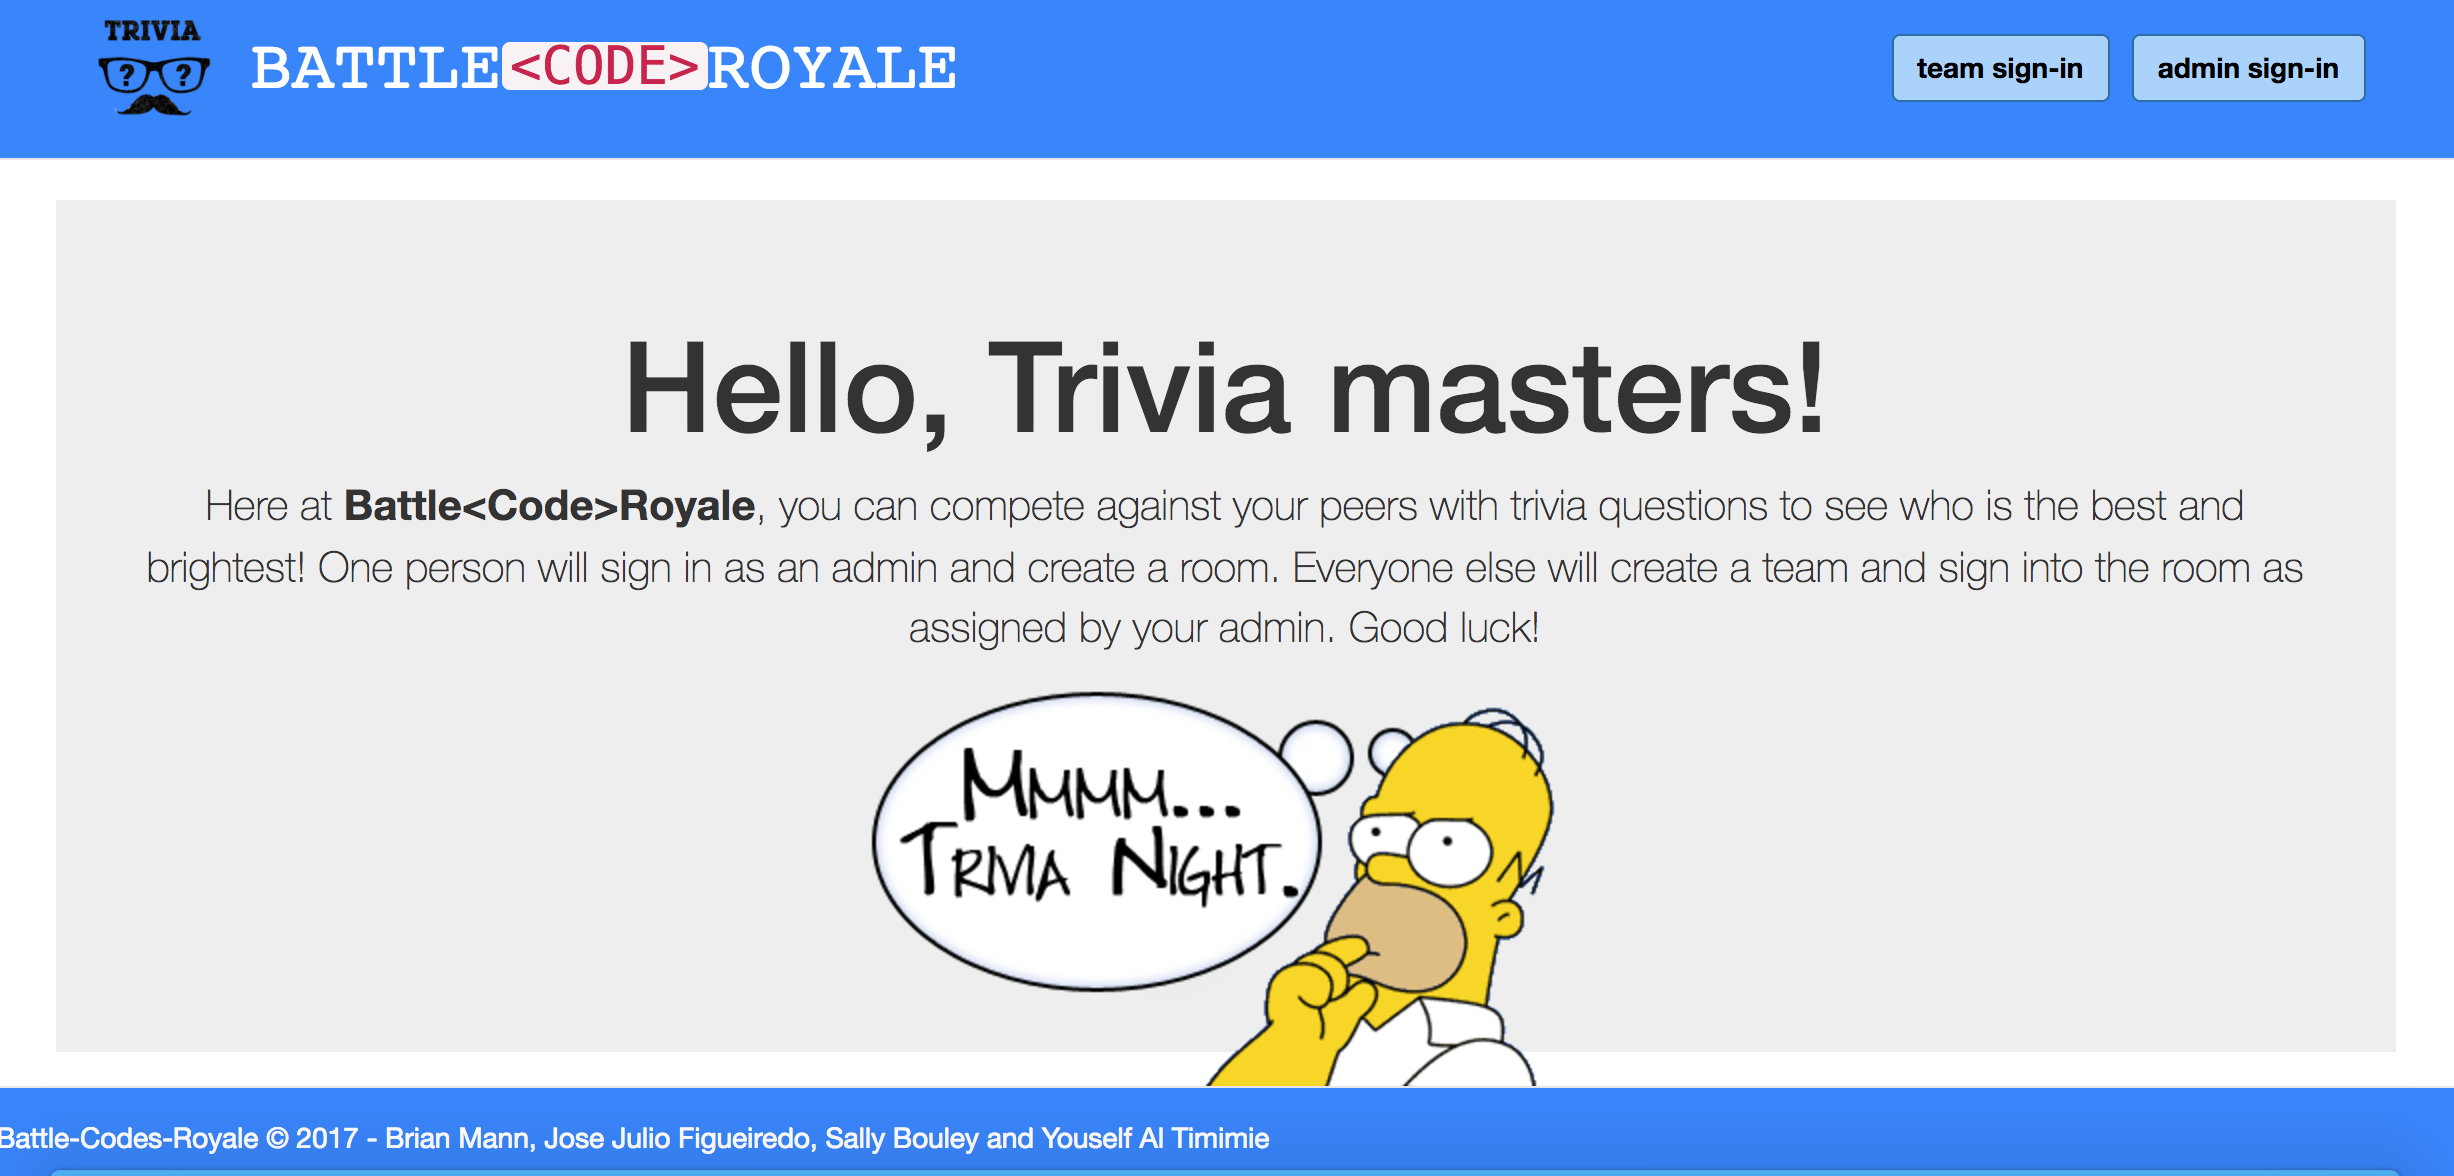 TRIVIA
? ?
BATTLE<CODE>ROYALE
team sign-in
admin sign-in
Hello, Trivia masters!
Here at Battle<Code>Royale, you can compete against your peers with trivia questions to see who is the best and
brightest! One person will sign in as an admin and create a room. Everyone else will create a team and sign into the room as
assigned by your admin. Good luck!
Mmmm...
Trivia Night.
Battle-Codes-Royale © 2017 - Brian Mann, Jose Julio Figueiredo, Sally Bouley and Youself Al Timimie